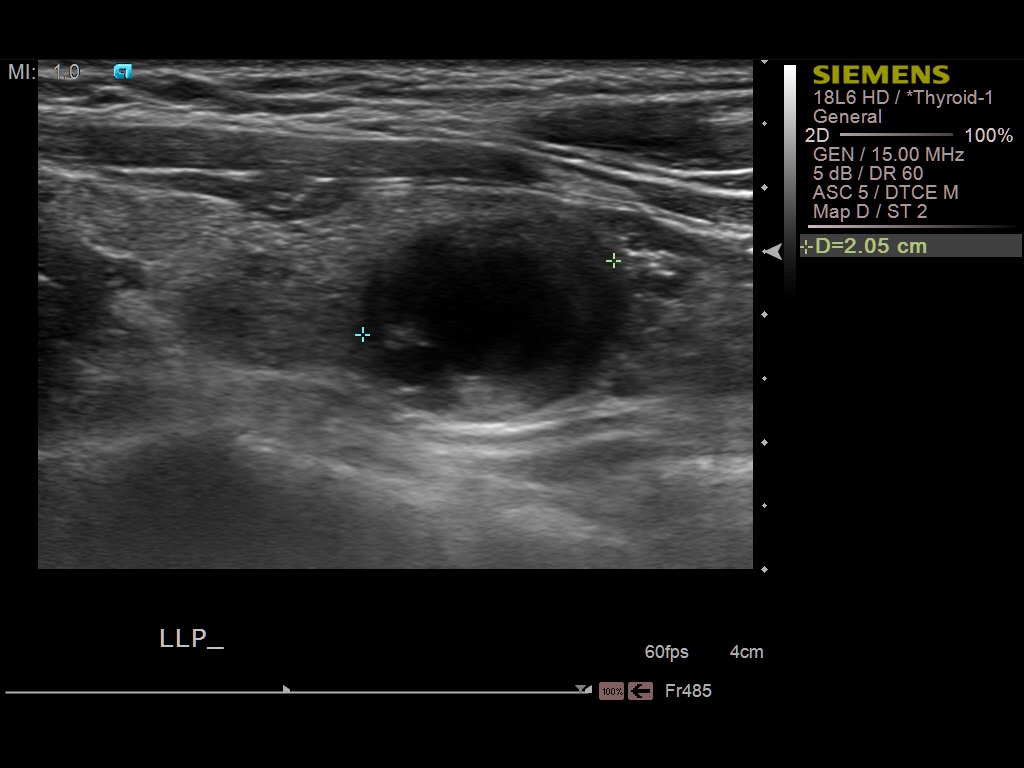 MI: 1.0
SIEMENS
18L6 HD / *Thyroid-1
General
2D 100%
GEN / 15.00 MHz
5 dB / DR 60
ASC 5 / DTCE M
Map D / ST 2
D=2.05 cm
LLP_
60fps 4cm
100% Fr485